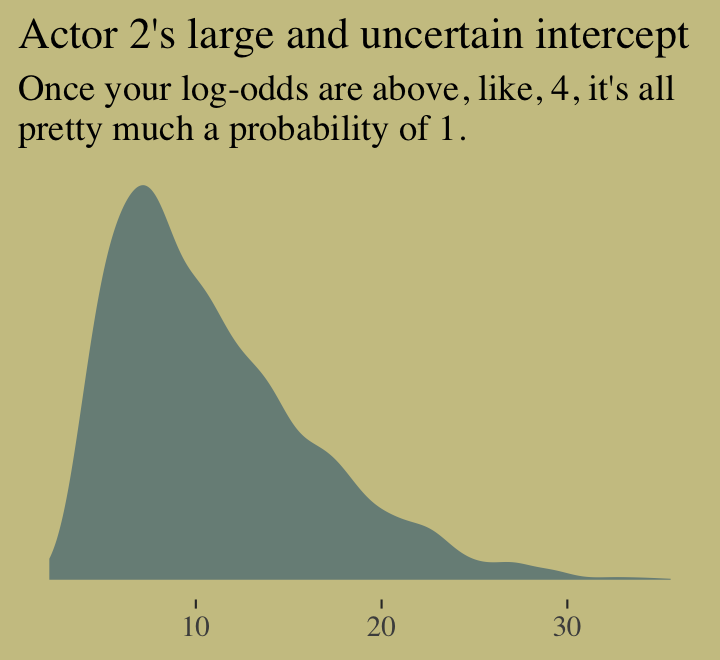 Actor 2's large and uncertain intercept
Once your log-odds are above, like, 4, it's all
pretty much a probability of 1.
10 20 30